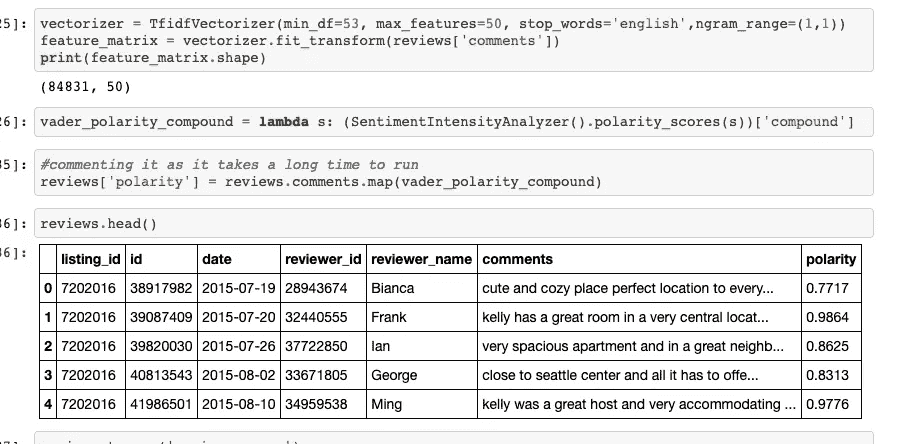 25]: vectorizer = TfidfVectorizer(min_df=53, max_features=50, stop_words='english',ngram_range=(1,1))
feature_matrix = vectorizer.fit_transform(reviews['comments'])
print(feature_matrix.shape)
(84831, 50)
26]: vader_polarity_compound = lambda s: (SentimentIntensityAnalyzer().polarity_scores(s))['compound']
35]: #commenting it as it takes a long time to run
reviews['polarity'] = reviews.comments.map(vader_polarity_compound)
36]: reviews.head()
36]: listing_id id date reviewer_id reviewer_name comments polarity
0 7202016 38917982 2015-07-19 28943674 Bianca cute and cozy place perfect location to every... 0.7717
1 7202016 39087409 2015-07-20 32440555 Frank kelly has a great room in a very central locat... 0.9864
2 7202016 39820030 2015-07-26 37722850 Ian very spacious apartment and in a great neighb... 0.8625
3 7202016 40813543 2015-08-02 33671805 George close to seattle center and all it has to offe... 0.8313
4 7202016 41986501 2015-08-10 34959538 Ming kelly was a great host and very accommodating ... 0.9776